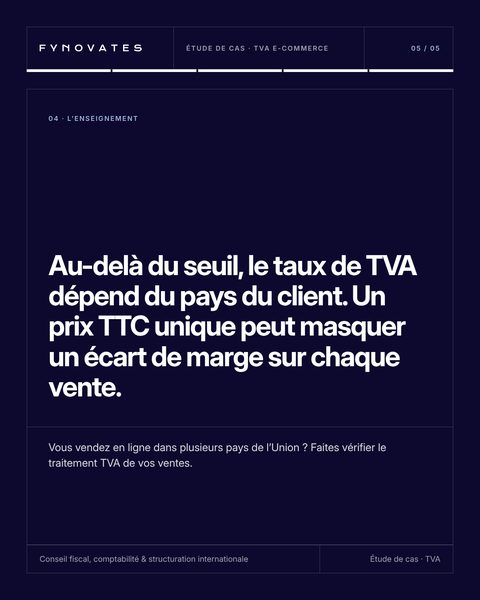 FYNOVATES
ÉTUDE DE CAS · TVA E-COMMERCE
05 / 05
04 · L'ENSEIGNEMENT
Au-delà du seuil, le taux de TVA
dépend du pays du client. Un
prix TTC unique peut masquer
un écart de marge sur chaque
vente.
Vous vendez en ligne dans plusieurs pays de l’Union ? Faites vérifier le
traitement TVA de vos ventes.
Conseil fiscal, comptabilité & structuration internationale
Étude de cas · TVA